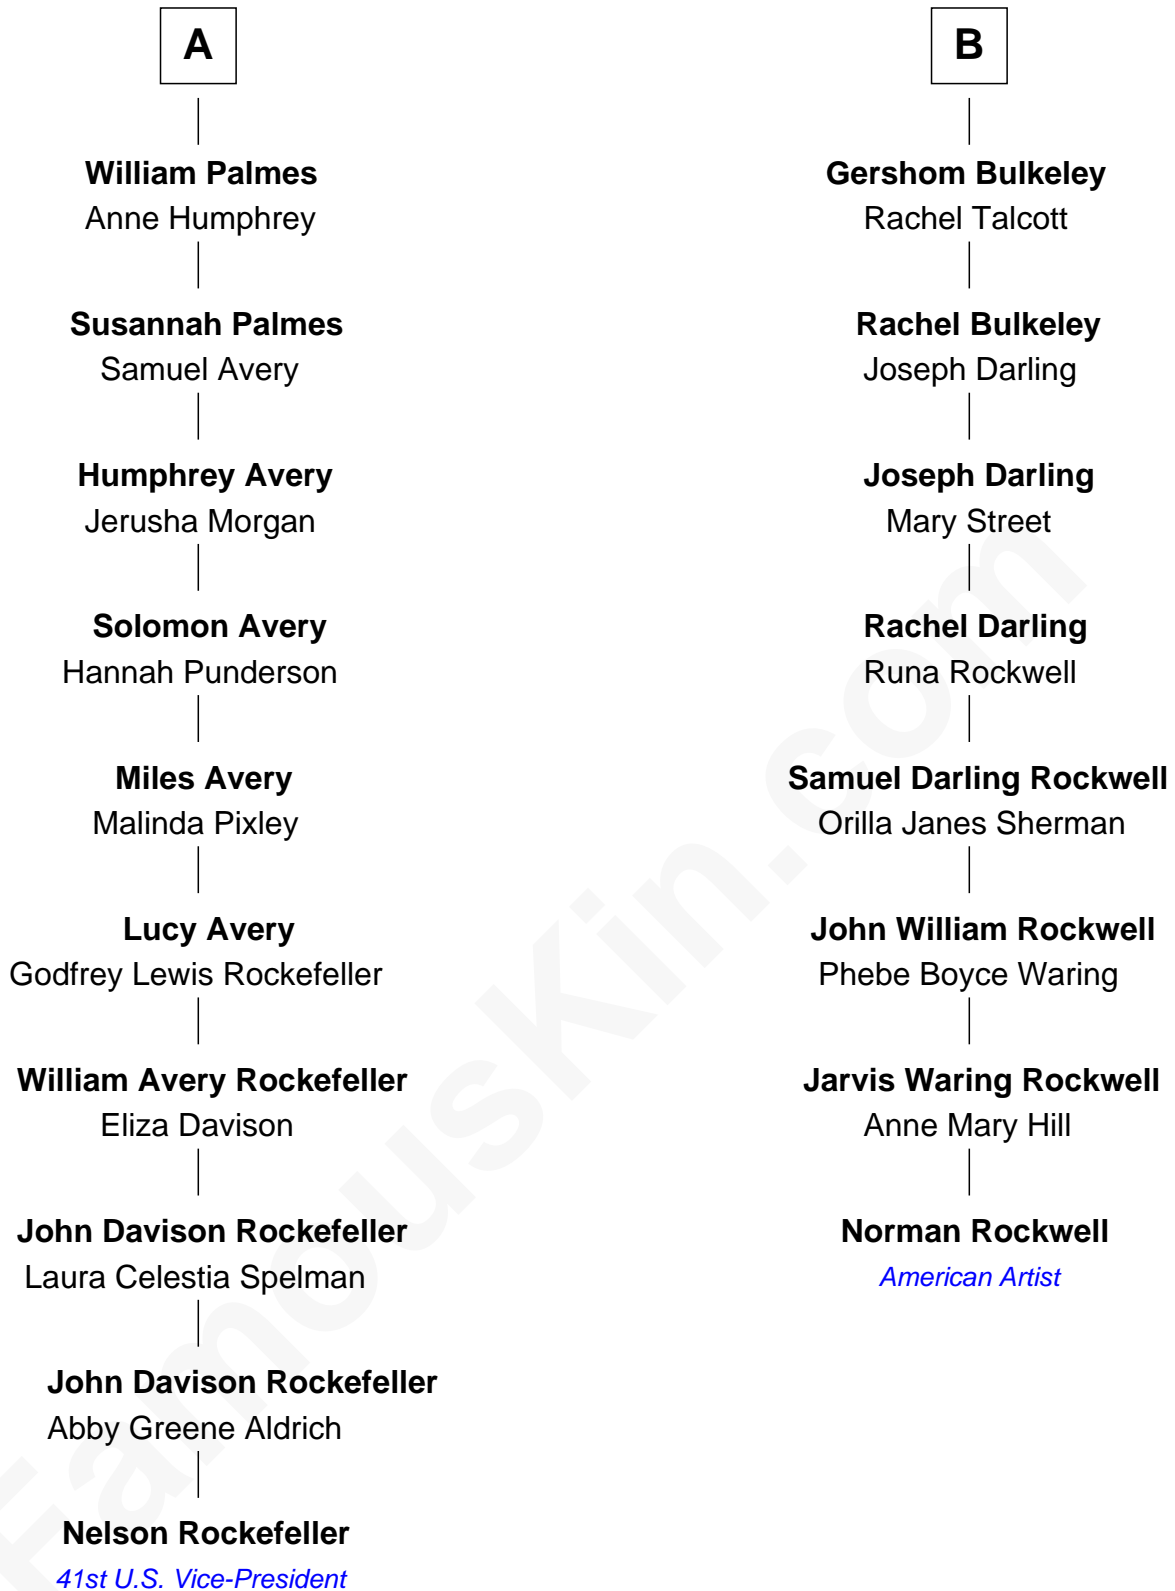 A
William Palmes
Anne Humphrey
Susannah Palmes
Samuel Avery
Humphrey Avery
Jerusha Morgan
Solomon Avery
Hannah Punderson
Miles Avery
Malinda Pixley
Lucy Avery
Godfrey Lewis Rockefeller
William Avery Rockefeller
Eliza Davison
John Davison Rockefeller
Laura Celestia Spelman
John Davison Rockefeller
Abby Greene Aldrich
Nelson Rockefeller
41st U.S. Vice-President
B
Gershom Bulkeley
Rachel Talcott
Rachel Bulkeley
Joseph Darling
Joseph Darling
Mary Street
Rachel Darling
Runa Rockwell
Samuel Darling Rockwell
Orilla Janes Sherman
John William Rockwell
Phebe Boyce Waring
Jarvis Waring Rockwell
Anne Mary Hill
Norman Rockwell
American Artist
FamousKin.com